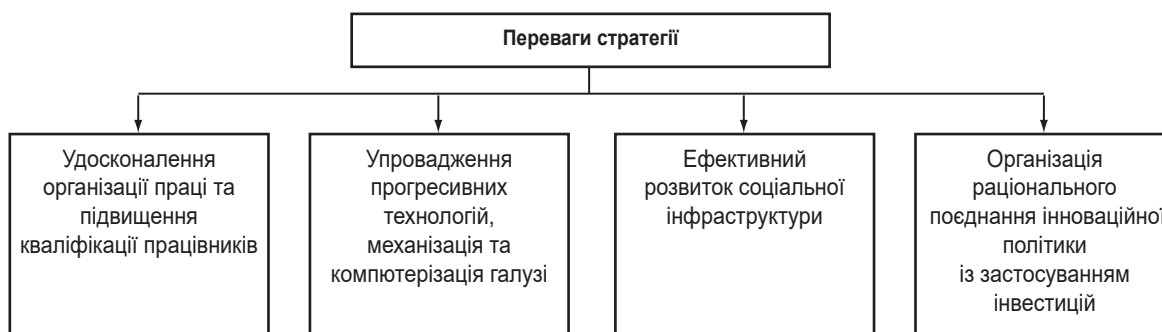 Переваги стратегії
Удосконалення
організації праці та
підвищення
кваліфікації працівників
Упровадження
прогресивних
технологій,
механізація та
комп'ютеризація галузі
Ефективний
розвиток соціальної
інфраструктури
Організація
раціонального
поєднання інноваційної
політики
із застосуванням
інвестицій